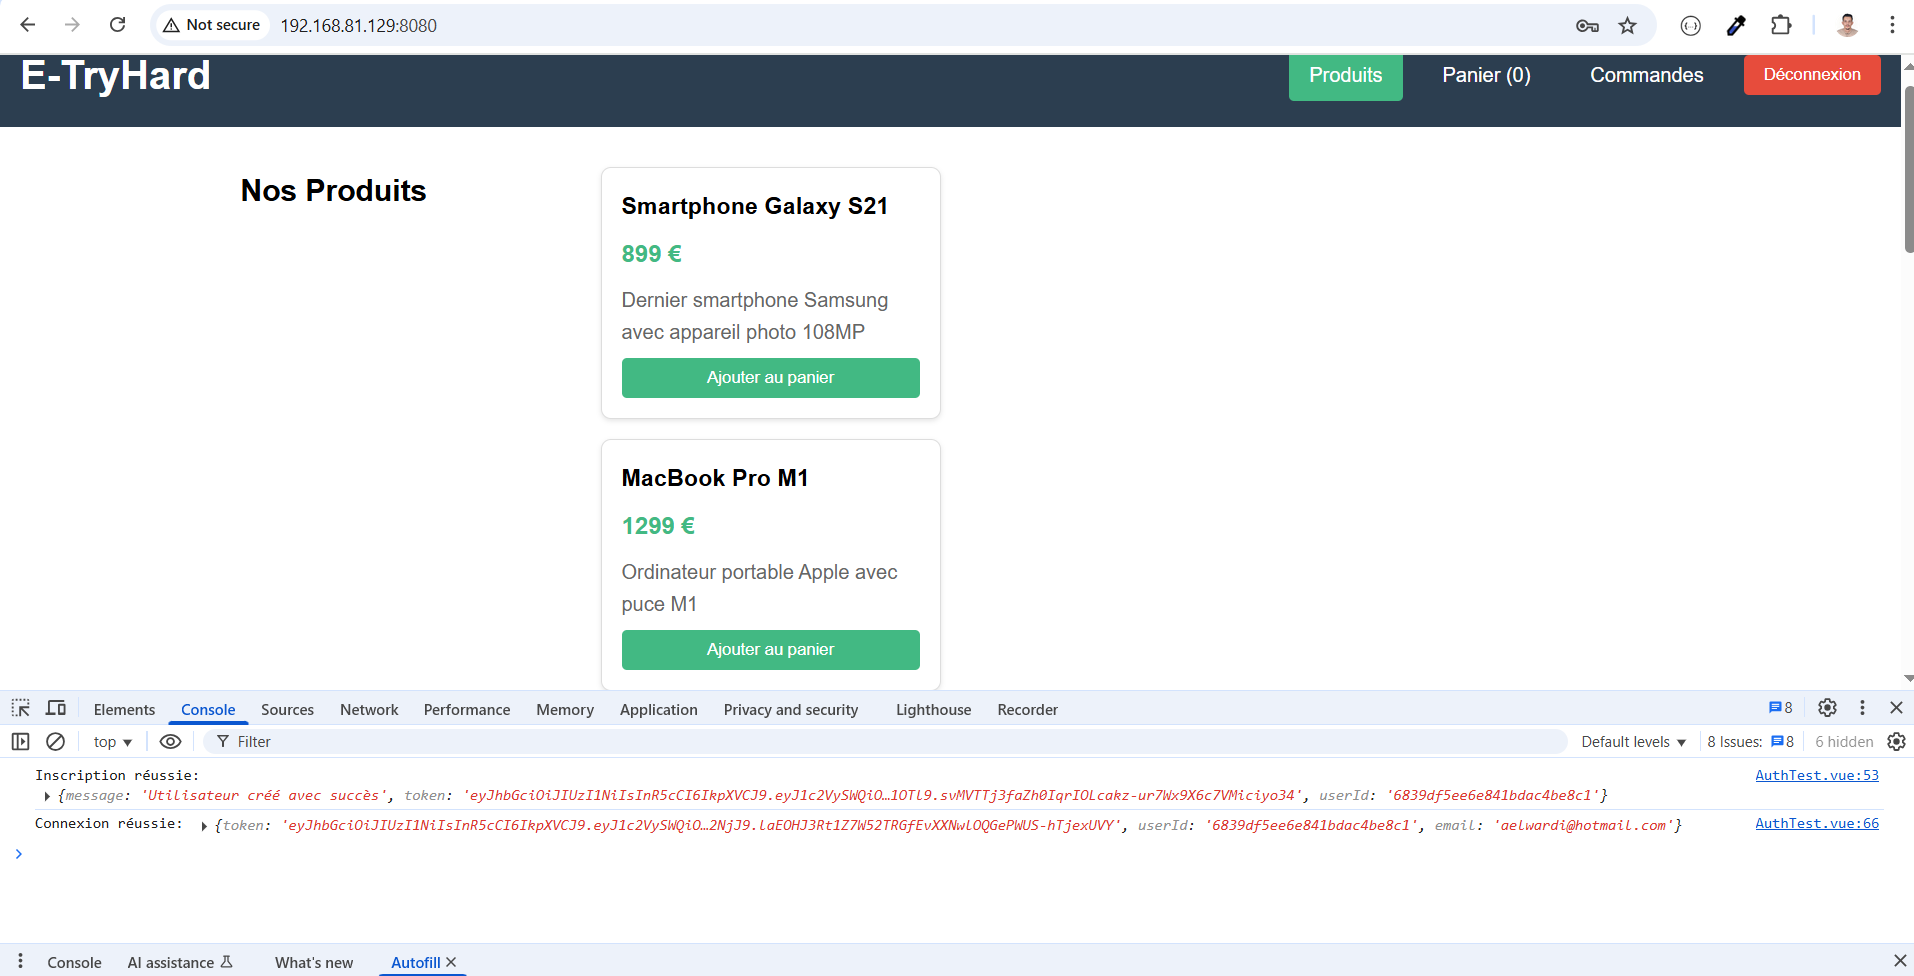 Not secure
192.168.81.129:8080
E-TryHard
Produits
Panier (0)
Commandes
Déconnexion
Nos Produits
Smartphone Galaxy S21
899 €
Dernier smartphone Samsung
avec appareil photo 108MP
Ajouter au panier
MacBook Pro M1
1299 €
Ordinateur portable Apple avec
puce M1
Ajouter au panier
Elements Console Sources Network Performance Memory Application Privacy and security Lighthouse Recorder 8
top Filter Default levels 8 Issues: 8 6 hidden
Inscription réussie: AuthTest.vue:53
{message: 'Utilisateur créé avec succès', token: 'eyJhbGciOiJIUzI1NiIsInR5cCI6IkpXVCJ9.eyJ1c2VySWQiO…1OTl9.svMVTTj3faZh0IqrIOLcakz-ur7Wx9X6c7VMiciyo34', userId: '6839df5ee6e841bdac4be8c1'}
Connexion réussie: {token: 'eyJhbGciOiJIUzI1NiIsInR5cCI6IkpXVCJ9.eyJ1c2VySWQiO…2NjJ9.laEOHJ3Rt1Z7W52TRGfEvXXNwlOQGePWUS-hTjexUVY', userId: '6839df5ee6e841bdac4be8c1', email: 'aelwardi@hotmail.com'} AuthTest.vue:66
Console AI assistance What's new Autofill